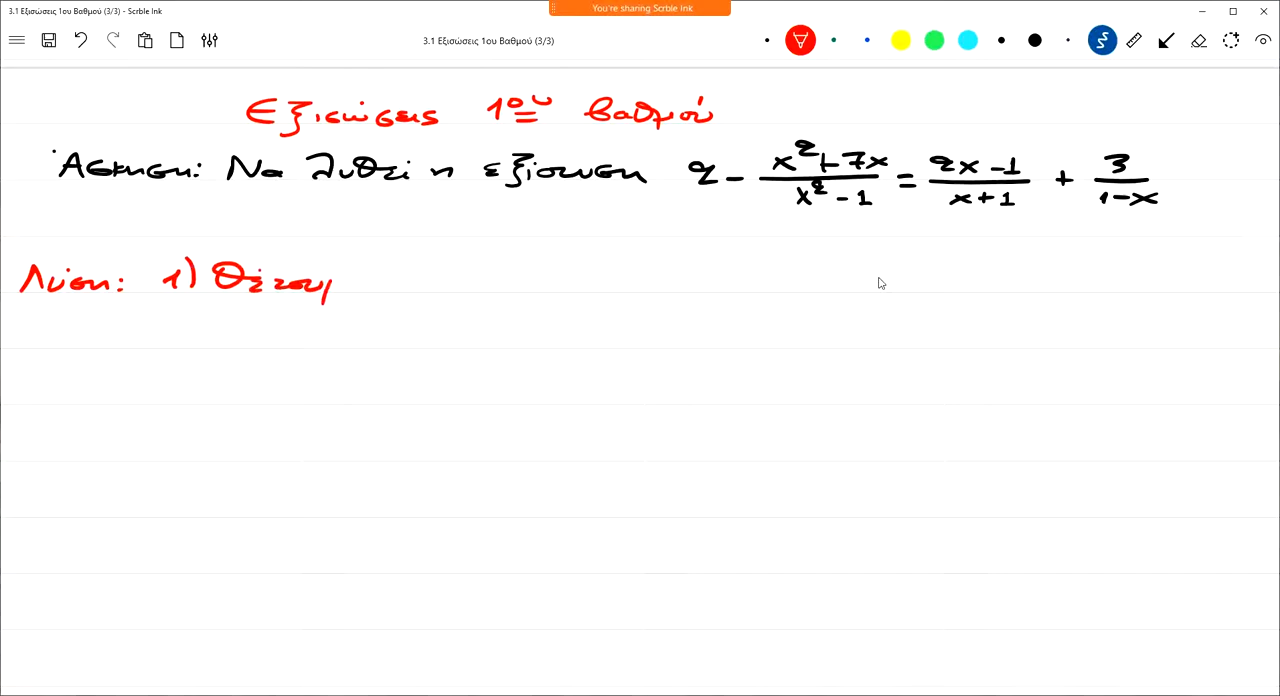 3.1 Εξισώσεις 1ου Βαθμού (3/3) - Scrble Ink
You're sharing Scrble Ink
3.1 Εξισώσεις 1ου Βαθμού (3/3)
Εξισώσεις 1ου βαθμού
Άσκηση: Να λυθεί η εξίσωση 2 - (x² + 7x)/(x² - 1) = (2x - 1)/(x + 1) + 3/(1 - x)
Λύση: 1) Θέτουμ